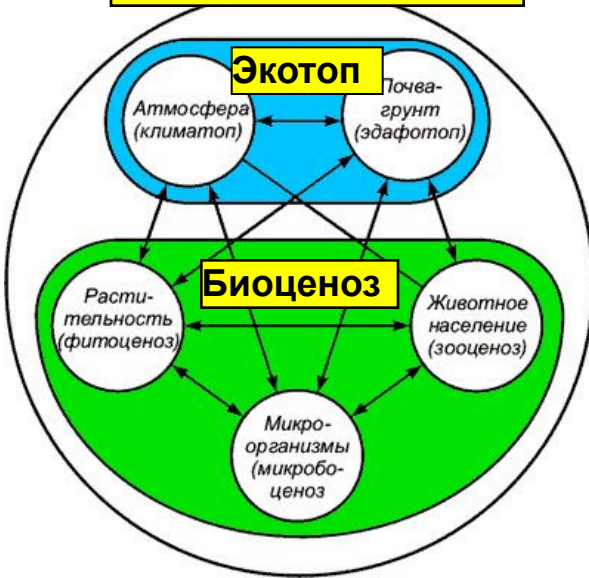 Экотоп
Атмосфера
(климатоп)
Почва-
грунт
(эдафотоп)
Биоценоз
Расти-
тельность
(фитоценоз)
Животное
население
(зооценоз)
Микро-
организмы
(микробо-
ценоз